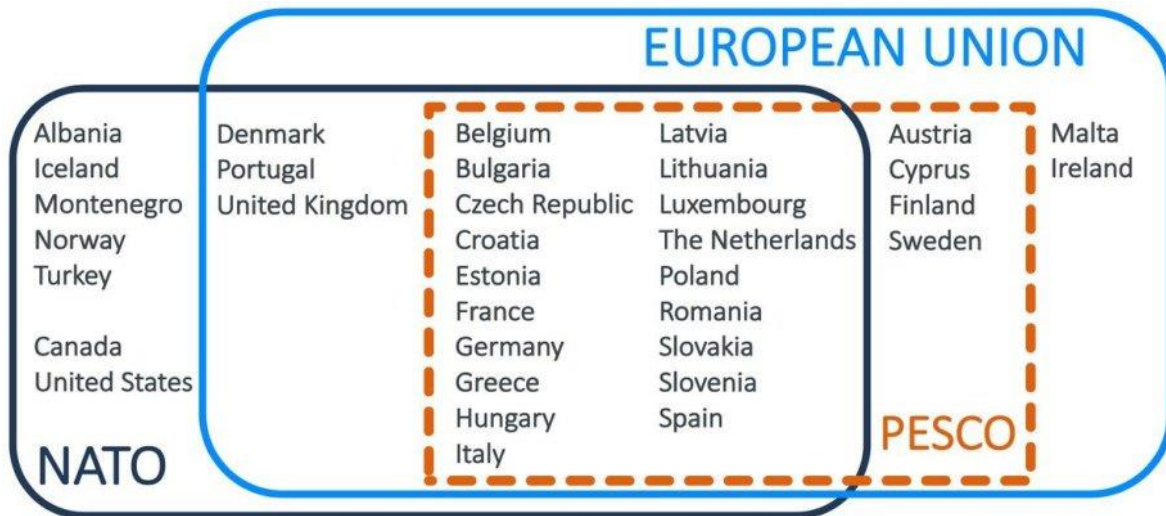 EUROPEAN UNION
Albania
Iceland
Montenegro
Norway
Turkey
Canada
United States
NATO
Denmark
Portugal
United Kingdom
Belgium
Bulgaria
Czech Republic
Croatia
Estonia
France
Germany
Greece
Hungary
Italy
Latvia
Lithuania
Luxembourg
The Netherlands
Poland
Romania
Slovakia
Slovenia
Spain
Austria
Cyprus
Finland
Sweden
PESCO
Malta
Ireland